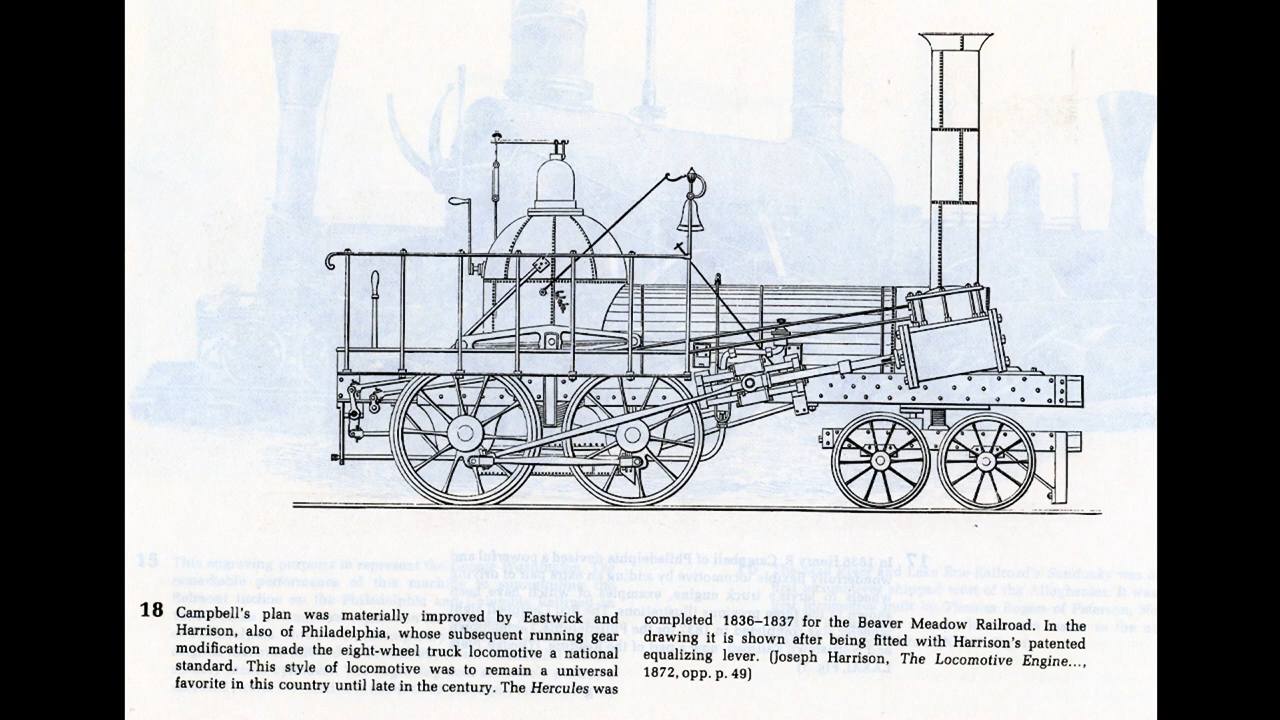 18 Campbell's plan was materially improved by Eastwick and
Harrison, also of Philadelphia, whose subsequent running gear
modification made the eight-wheel truck locomotive a national
standard. This style of locomotive was to remain a universal
favorite in this country until late in the century. The Hercules was
completed 1836–1837 for the Beaver Meadow Railroad. In the
drawing it is shown after being fitted with Harrison's patented
equalizing lever. (Joseph Harrison, The Locomotive Engine...,
1872, opp. p. 49)